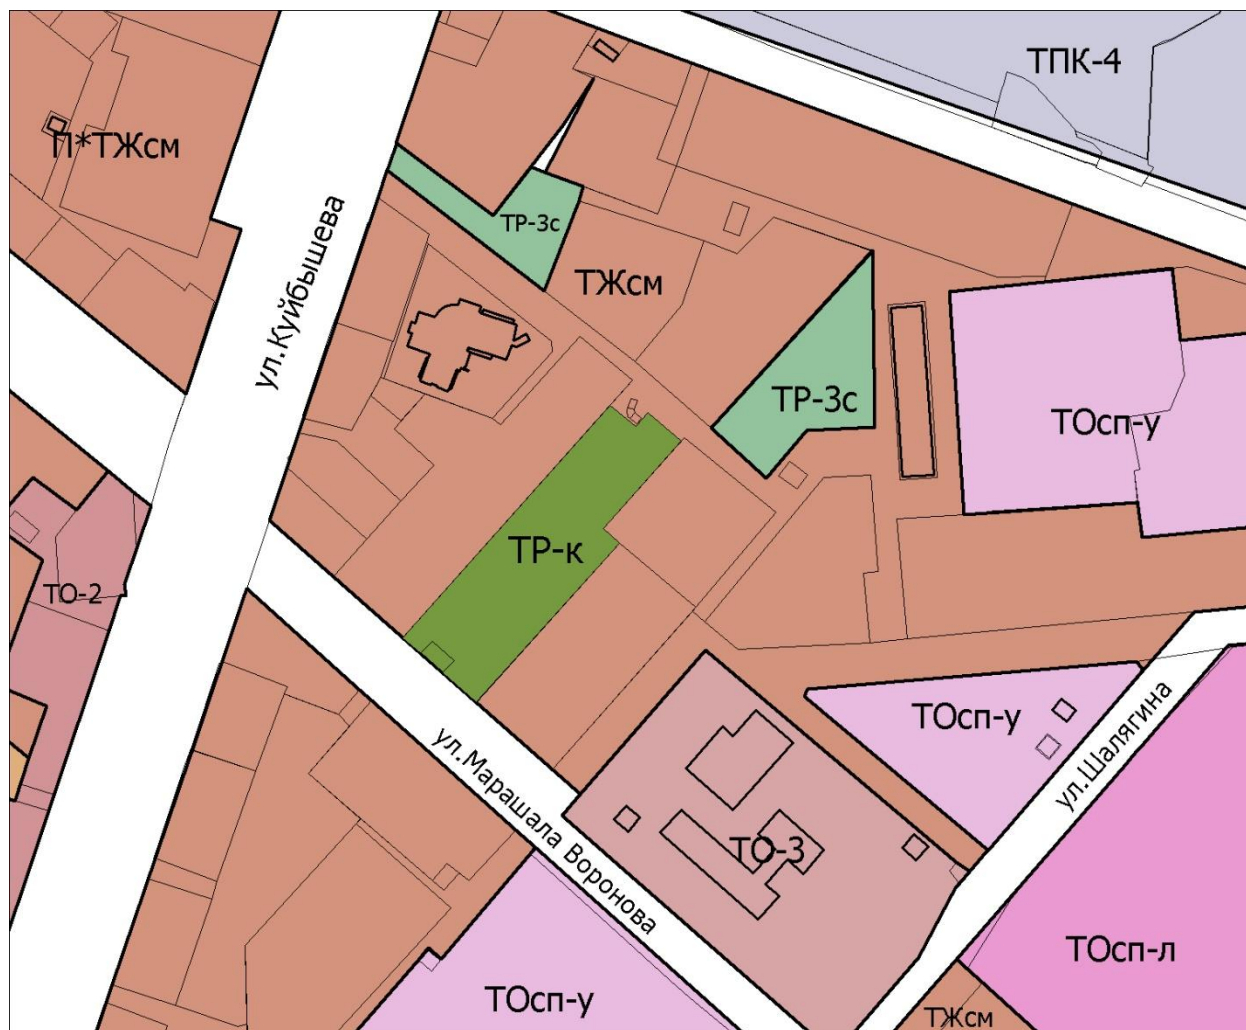 ТПК-4
П*ТЖсм
ул.Куйбышева
ТР-3с
ТЖсм
ТР-3с
ТОсп-у
ТР-к
ТО-2
ТОсп-у
ул.Шалягина
ул.Марашала Воронова
ТО-3
ТОсп-л
ТОсп-у
ТЖсм